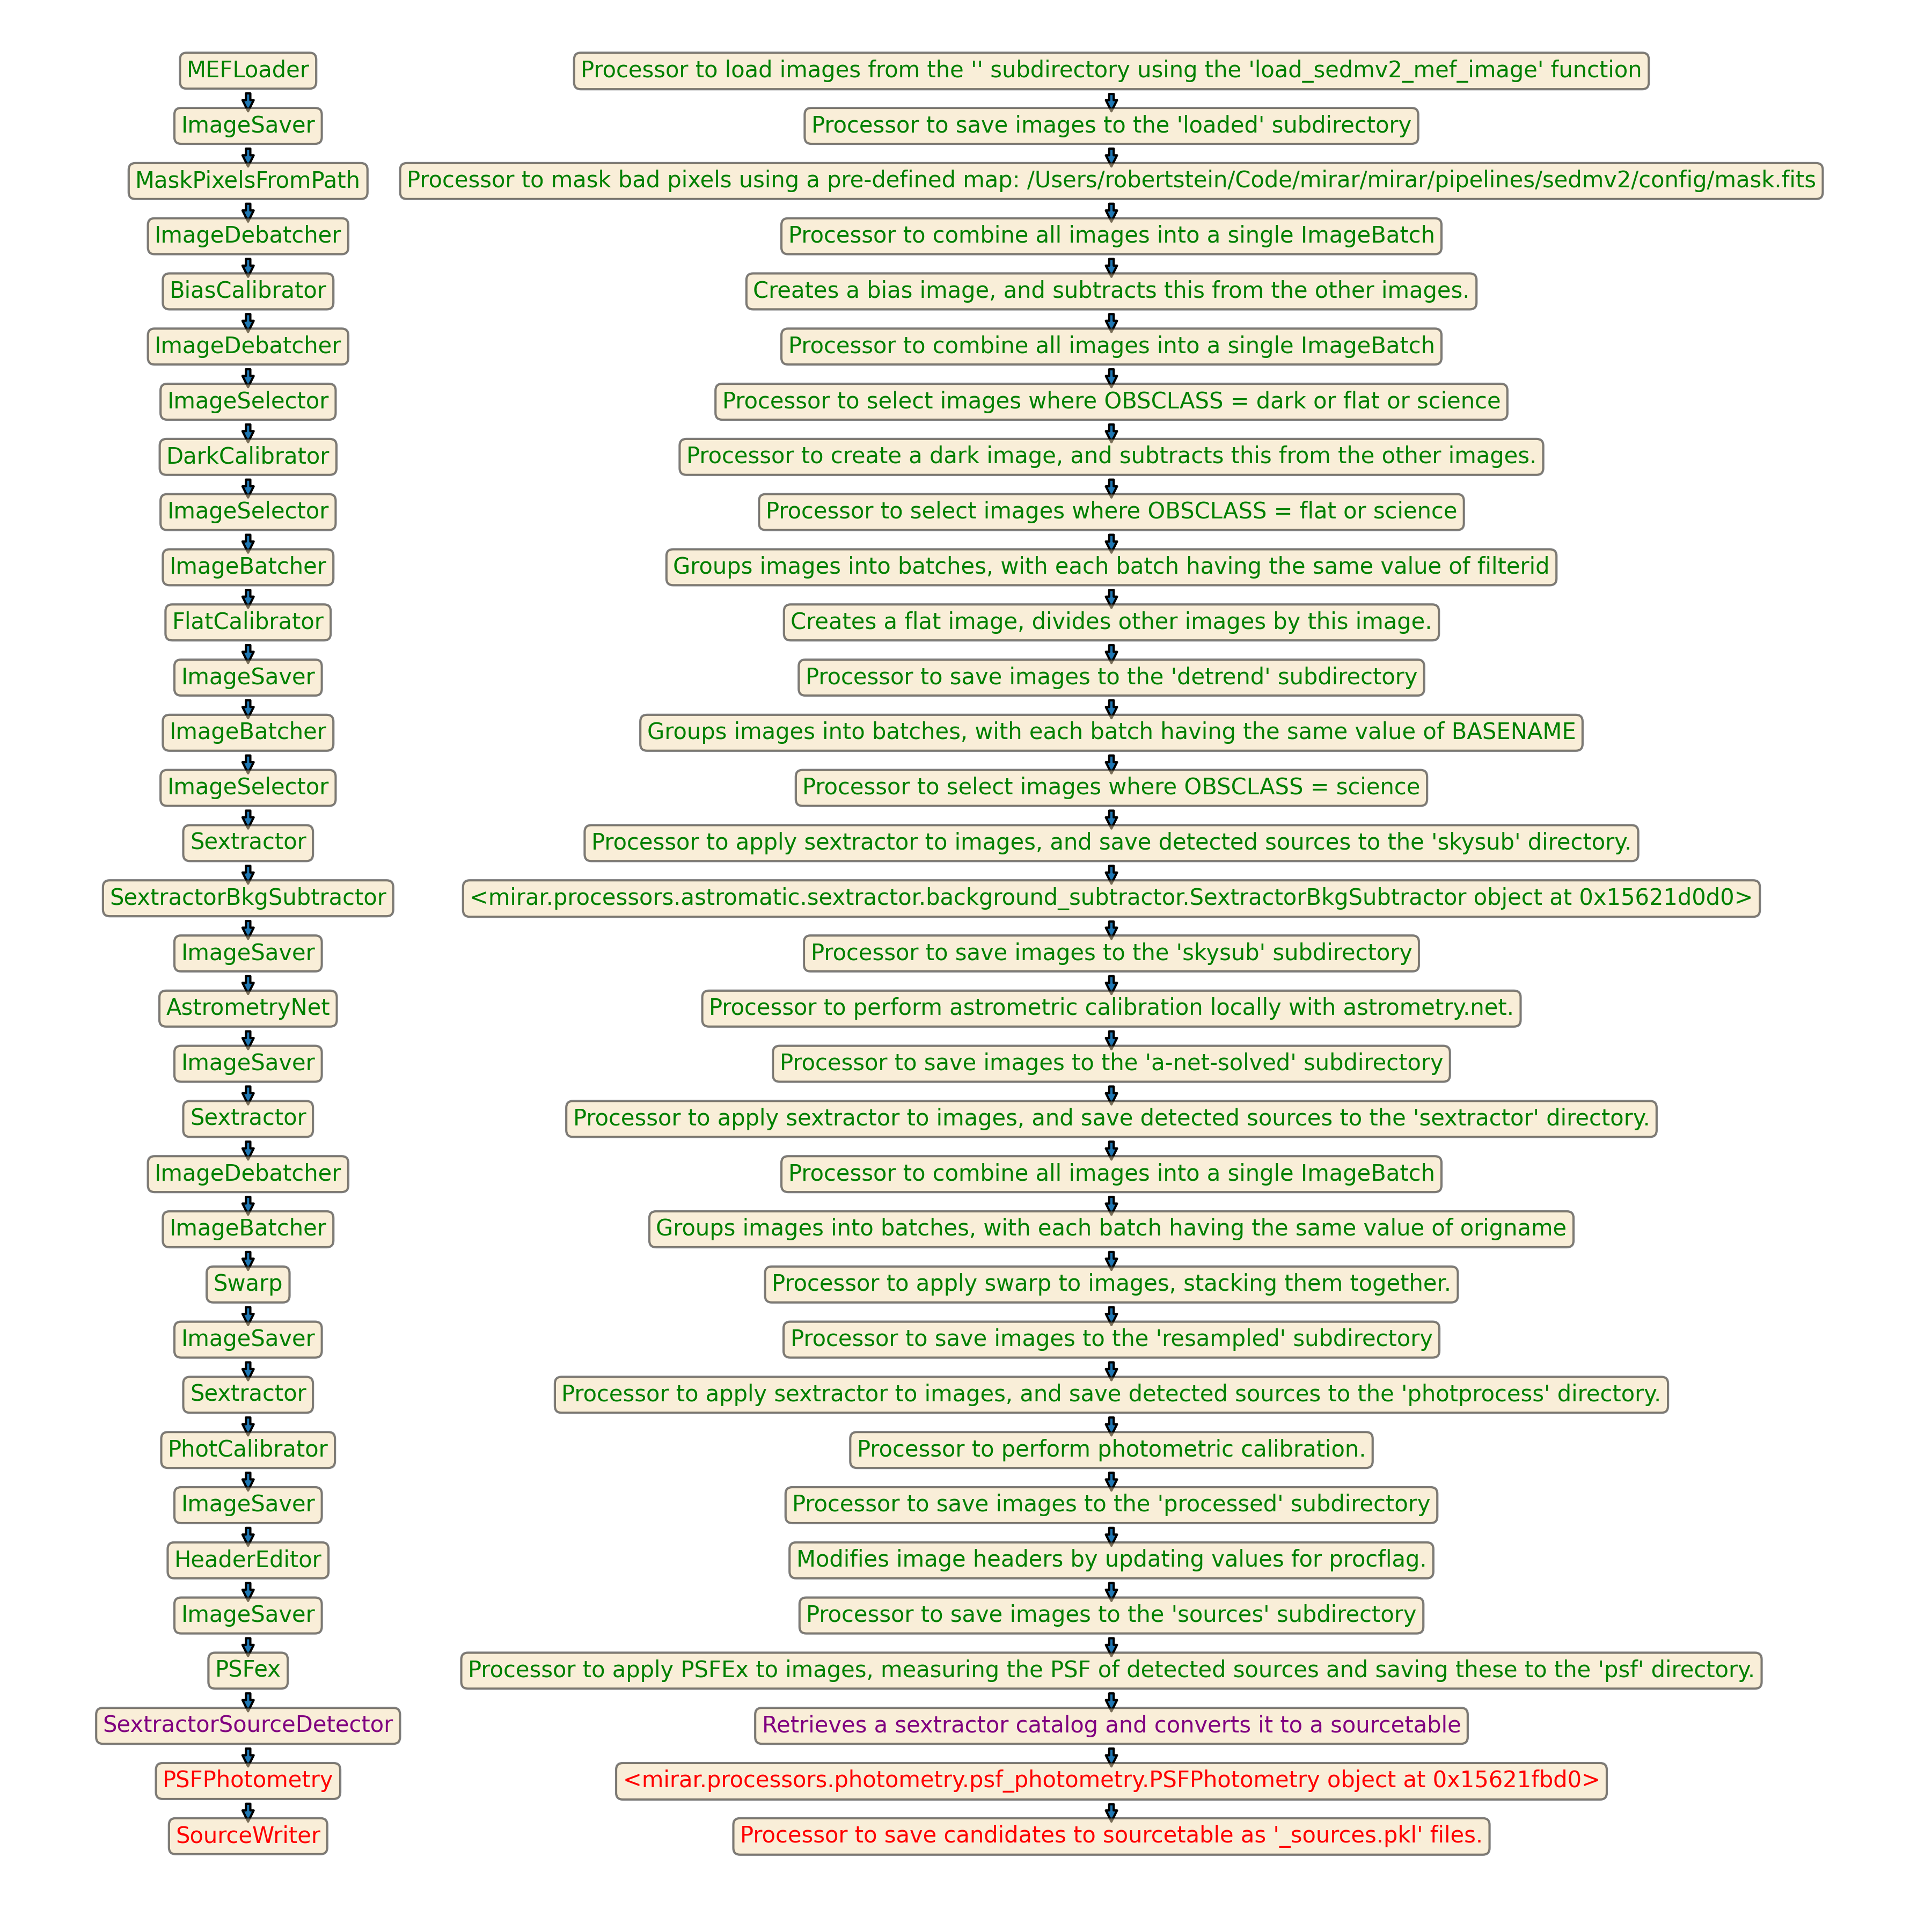 MEFLoader
Processor to load images from the '' subdirectory using the 'load_sedmv2_mef_image' function
ImageSaver
Processor to save images to the 'loaded' subdirectory
MaskPixelsFromPath
Processor to mask bad pixels using a pre-defined map: /Users/robertstein/Code/mirar/mirar/pipelines/sedmv2/config/mask.fits
ImageDebatcher
Processor to combine all images into a single ImageBatch
BiasCalibrator
Creates a bias image, and subtracts this from the other images.
ImageDebatcher
Processor to combine all images into a single ImageBatch
ImageSelector
Processor to select images where OBSCLASS = dark or flat or science
DarkCalibrator
Processor to create a dark image, and subtracts this from the other images.
ImageSelector
Processor to select images where OBSCLASS = flat or science
ImageBatcher
Groups images into batches, with each batch having the same value of filterid
FlatCalibrator
Creates a flat image, divides other images by this image.
ImageSaver
Processor to save images to the 'detrend' subdirectory
ImageBatcher
Groups images into batches, with each batch having the same value of BASENAME
ImageSelector
Processor to select images where OBSCLASS = science
Sextractor
Processor to apply sextractor to images, and save detected sources to the 'skysub' directory.
SextractorBkgSubtractor
<mirar.processors.astromatic.sextractor.background_subtractor.SextractorBkgSubtractor object at 0x15621d0d0>
ImageSaver
Processor to save images to the 'skysub' subdirectory
AstrometryNet
Processor to perform astrometric calibration locally with astrometry.net.
ImageSaver
Processor to save images to the 'a-net-solved' subdirectory
Sextractor
Processor to apply sextractor to images, and save detected sources to the 'sextractor' directory.
ImageDebatcher
Processor to combine all images into a single ImageBatch
ImageBatcher
Groups images into batches, with each batch having the same value of origname
Swarp
Processor to apply swarp to images, stacking them together.
ImageSaver
Processor to save images to the 'resampled' subdirectory
Sextractor
Processor to apply sextractor to images, and save detected sources to the 'photprocess' directory.
PhotCalibrator
Processor to perform photometric calibration.
ImageSaver
Processor to save images to the 'processed' subdirectory
HeaderEditor
Modifies image headers by updating values for procflag.
ImageSaver
Processor to save images to the 'sources' subdirectory
PSFex
Processor to apply PSFEx to images, measuring the PSF of detected sources and saving these to the 'psf' directory.
SextractorSourceDetector
Retrieves a sextractor catalog and converts it to a sourcetable
PSFPhotometry
<mirar.processors.photometry.psf_photometry.PSFPhotometry object at 0x15621fbd0>
SourceWriter
Processor to save candidates to sourcetable as '_sources.pkl' files.